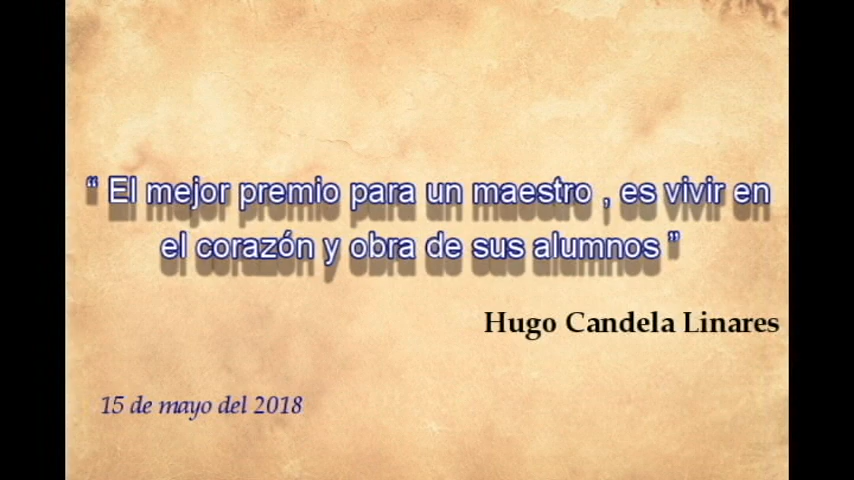 “ El mejor premio para un maestro , es vivir en
el corazón y obra de sus alumnos ”
Hugo Candela Linares
15 de mayo del 2018